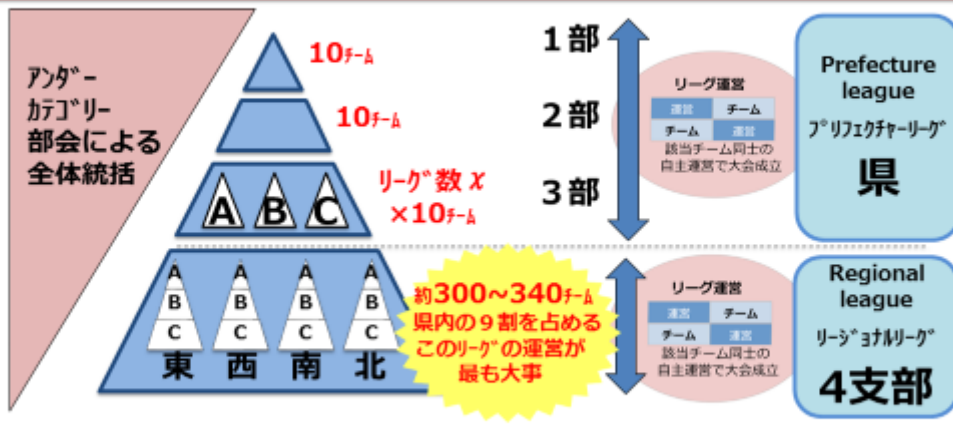 アンダー
カテゴリー
部会による
全体統括
10チーム
10チーム
リーグ数χ
×10チーム
A B C
1部
2部
3部
リーグ運営
運営 チーム
チーム 運営
該当チーム同士の
自主運営で大会成立
Prefecture
league
プリフェクチャーリーグ
県
A A A A
B B B B
C C C C
東 西 南 北
約300~340チーム
県内の9割を占める
このリーグの運営が
最も大事
リーグ運営
運営 チーム
チーム 運営
該当チーム同士の
自主運営で大会成立
Regional
league
リージョナルリーグ
4支部